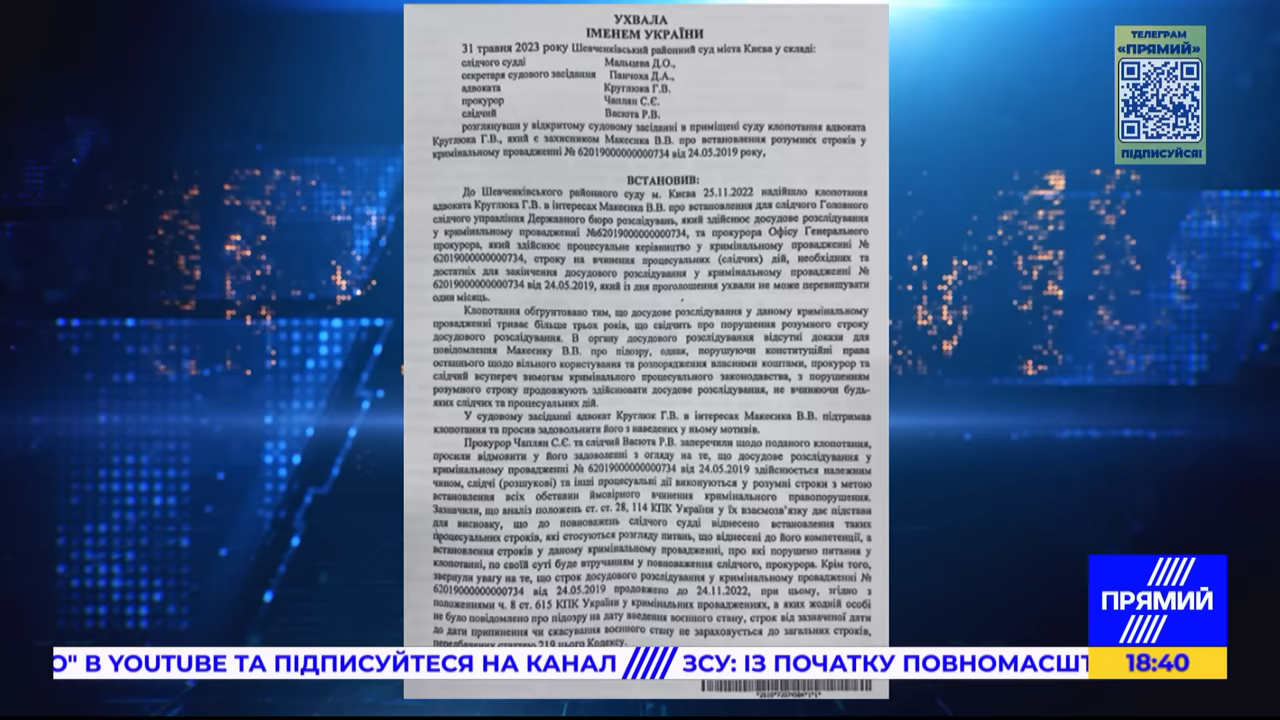 УХВАЛА
ІМЕНЕМ УКРАЇНИ
31 травня 2023 року Шевченківський районний суд міста Києва у складі:
слідчого судді Мальцева Д.О.,
секретаря судового засідання Панчоха Д.А.,
адвоката Круглюка Г.В.
прокурор Чаплян С.Є.
слідчий Васюта Р.В.
розглянувши у відкритому судовому засіданні в приміщені суду клопотання адвоката
Круглюка Г.В., який є захисником Макеєнка В.В. про встановлення розумних строків у
кримінальному провадженні № 62019000000000734 від 24.05.2019 року,
ВСТАНОВИВ:
До Шевченківського районного суду м. Києва 25.11.2022 надійшло клопотання
адвоката Круглюка Г.В. в інтересах Макеєнка В.В. про встановлення для слідчого Головного
слідчого управління Державного бюро розслідувань, який здійснює досудове розслідування
у кримінальному провадженні №62019000000000734, та прокурора Офісу Генерального
прокурора, який здійснює процесуальне керівництво у кримінальному провадженні №
62019000000000734, строку на вчинення процесуальних (слідчих) дій, необхідних та
достатніх для закінчення досудового розслідування у кримінальному провадженні №
62019000000000734 від 24.05.2019, який із дня проголошення ухвали не може перевищувати
один місяць.
Клопотання обґрунтовано тим, що досудове розслідування у даному кримінальному
провадженні триває більше трьох років, що свідчить про порушення розумного строку
досудового розслідування. В органу досудового розслідування відсутні докази для
повідомлення Макеєнку В.В. про підозру, однак, порушуючи конституційні права
останнього щодо вільного користування та розпорядження власними коштами, прокурор та
слідчий всупереч вимогам кримінального процесуального законодавства, з порушенням
розумного строку продовжують здійснювати досудове розслідування, не вчиняючи будь-
яких слідчих та процесуальних дій.
У судовому засіданні адвокат Круглюк Г.В. в інтересах Макеєнка В.В. підтримав
клопотання та просив задовольнити його з наведених у ньому мотивів.
Прокурор Чаплян С.Є. та слідчий Васюта Р.В. заперечили щодо поданого клопотання,
просили відмовити у його задоволенні з огляду на те, що досудове розслідування у
кримінальному провадженні № 62019000000000734 від 24.05.2019 здійснюється належним
чином, слідчі (розшукові) та інші процесуальні дії виконуються у розумні строки з метою
встановлення всіх обставин ймовірного вчинення кримінального правопорушення.
Зазначили, що аналіз положень ст. ст. 28, 114 КПК України у їх взаємозв’язку дає підстави
для висновку, що до повноважень слідчого судді віднесено встановлення таких
процесуальних строків, які стосуються розгляду питань, що віднесені до його компетенції, а
встановлення строків у даному кримінальному провадженні, про які порушено питання у
клопотанні, по своїй суті буде втручанням у повноваження слідчого, прокурора. Крім того,
звернули увагу на те, що строк досудового розслідування у кримінальному провадженні №
62019000000000734 від 24.05.2019 продовжено до 24.11.2022, при цьому, згідно з
положеннями ч. 8 ст. 615 КПК України у кримінальних провадженнях, в яких жодній особі
не було повідомлено про підозру на дату введення воєнного стану, строк від зазначеної дати
до дати припинення чи скасування воєнного стану не зараховується до загальних строків,
передбачених статтею 219 цього Кодексу.
ТЕЛЕГРАМ
«ПРЯМИЙ»
ПІДПИСУЙСЯ!
ПРЯМИЙ
18:40
О" В YOUTUBE ТА ПІДПИСУЙТЕСЯ НА КАНАЛ //// ЗСУ: ІЗ ПОЧАТКУ ПОВНОМАСШТ